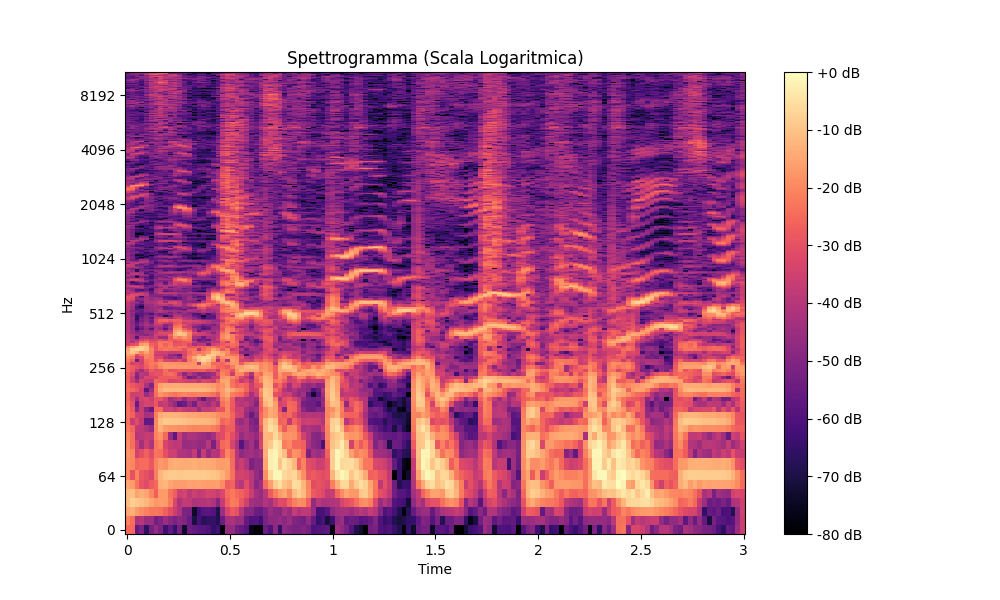 Spettrogramma (Scala Logaritmica)
Hz
8192
4096
2048
1024
512
256
128
64
0
0 0.5 1 1.5 2 2.5 3
Time
+0 dB
-10 dB
-20 dB
-30 dB
-40 dB
-50 dB
-60 dB
-70 dB
-80 dB